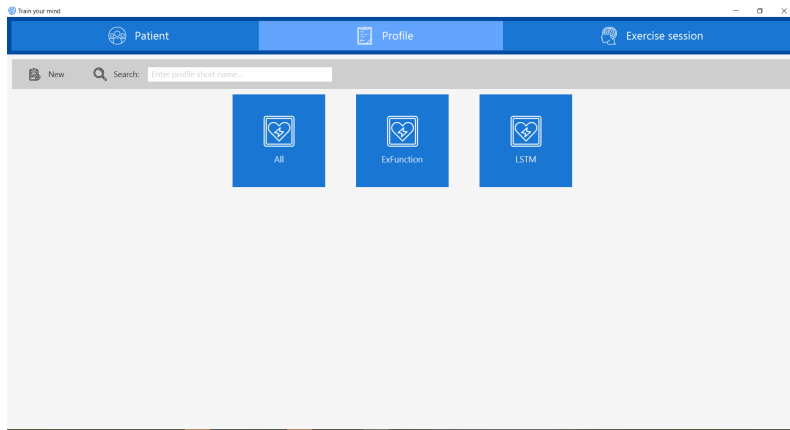 Train your mind
Patient Profile Exercise session
New Search: Enter profile short name...
All ExFunction LSTM